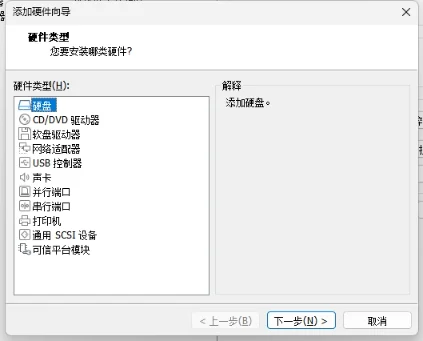 添加硬件向导
硬件类型
您要安装哪类硬件?
硬件类型(H):
硬盘
CD/DVD 驱动器
软盘驱动器
网络适配器
USB 控制器
声卡
并行端口
串行端口
打印机
通用 SCSI 设备
可信平台模块
解释
添加硬盘。
< 上一步(B)
下一步(N) >
取消